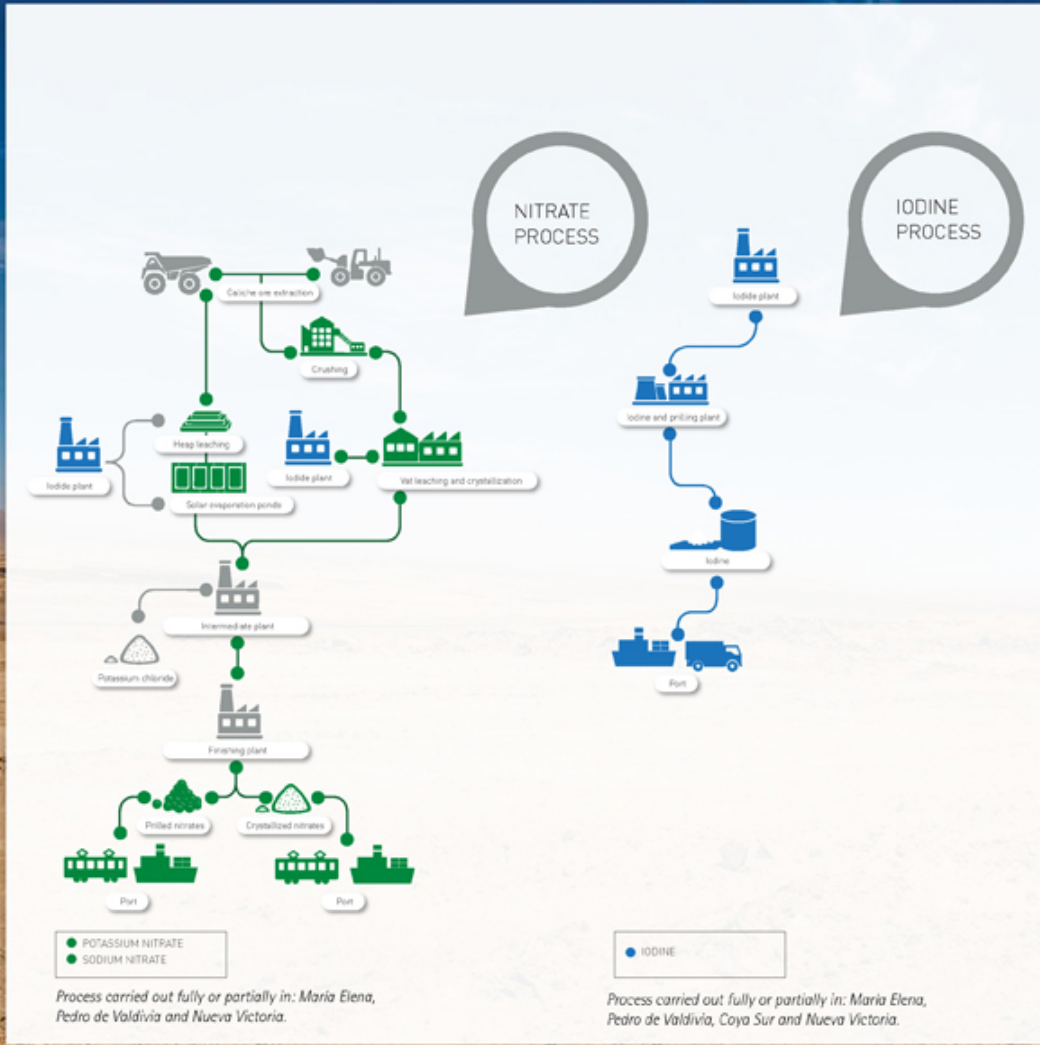 NITRATE
PROCESS
IODINE
PROCESS
Caliche ore extraction
Crushing
Heap leaching
Iodide plant
Solar evaporation ponds
Iodide plant
Vat leaching and crystallization
Intermediate plant
Potassium chloride
Finishing plant
Prilled nitrates
Crystallized nitrates
Port
Port
POTASSIUM NITRATE
SODIUM NITRATE
Process carried out fully or partially in: María Elena,
Pedro de Valdivia and Nueva Victoria.
Iodide plant
Iodine and prilling plant
Iodine
Port
IODINE
Process carried out fully or partially in: María Elena,
Pedro de Valdivia, Coya Sur and Nueva Victoria.